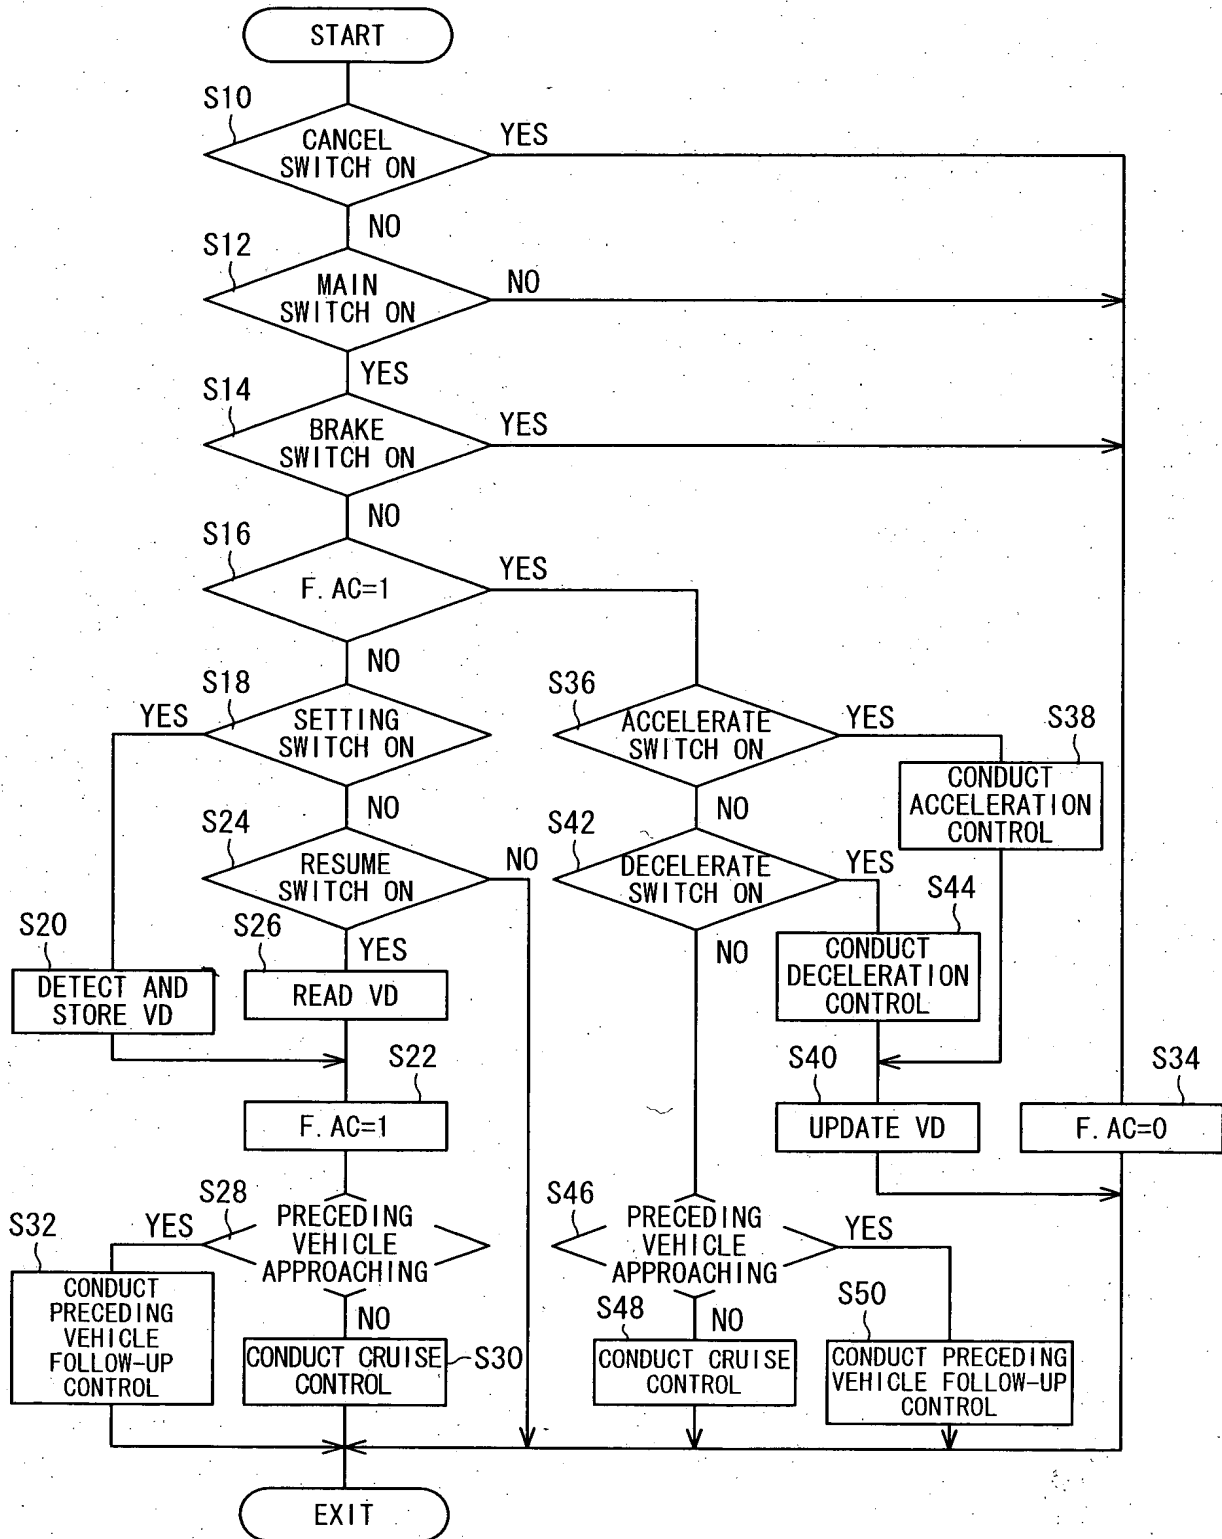 START
S10
CANCEL
SWITCH ON
YES
NO
S12
MAIN
SWITCH ON
NO
YES
S14
BRAKE
SWITCH ON
YES
NO
S16
F. AC=1
YES
NO
S18
YES
SETTING
SWITCH ON
NO
S36
ACCELERATE
SWITCH ON
YES
NO
S38
CONDUCT
ACCELERATION
CONTROL
S24
RESUME
SWITCH ON
NO
YES
S42
DECELERATE
SWITCH ON
YES
NO
S44
CONDUCT
DECELERATION
CONTROL
S20
DETECT AND
STORE VD
S26
READ VD
S22
F. AC=1
S40
UPDATE VD
S34
F. AC=0
S28
YES
PRECEDING
VEHICLE
APPROACHING
NO
S32
CONDUCT
PRECEDING
VEHICLE
FOLLOW-UP
CONTROL
CONDUCT CRUISE
CONTROL
S30
S46
PRECEDING
VEHICLE
APPROACHING
YES
NO
S48
CONDUCT CRUISE
CONTROL
S50
CONDUCT PRECEDING
VEHICLE FOLLOW-UP
CONTROL
EXIT